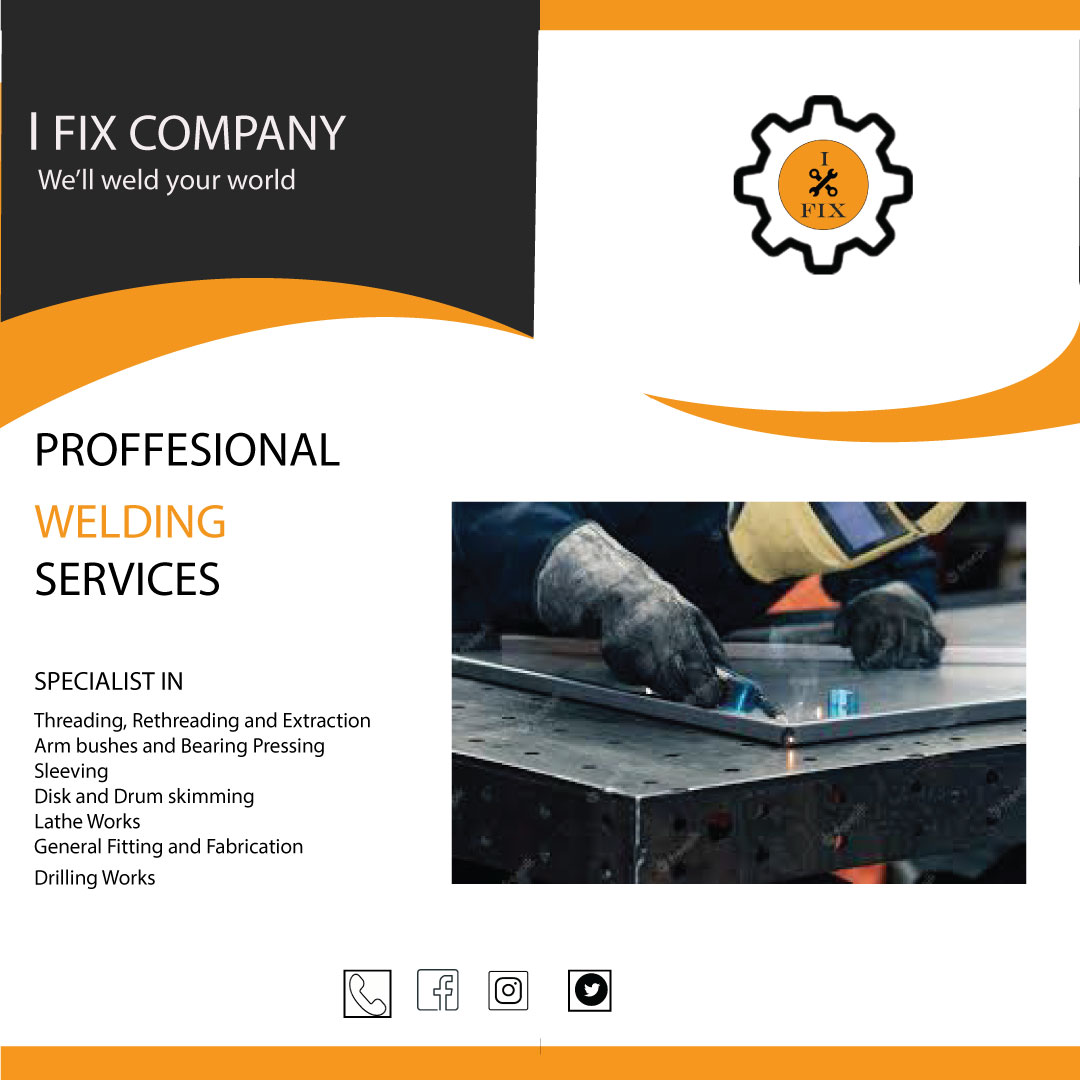 I FIX COMPANY
We’ll weld your world
I
FIX
PROFFESIONAL
WELDING
SERVICES
SPECIALIST IN
Threading, Rethreading and Extraction
Arm bushes and Bearing Pressing
Sleeving
Disk and Drum skimming
Lathe Works
General Fitting and Fabrication
Drilling Works